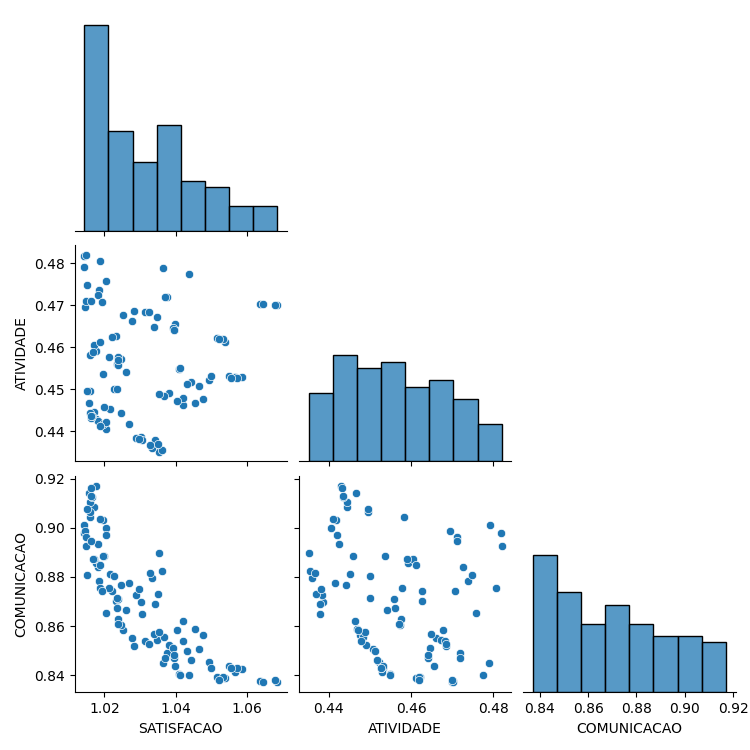 0.48
0.47
0.46
0.45
0.44
ATIVIDADE
0.92
0.90
0.88
0.86
0.84
COMUNICACAO
1.02 1.04 1.06
SATISFACAO
0.44 0.46 0.48
ATIVIDADE
0.84 0.86 0.88 0.90 0.92
COMUNICACAO